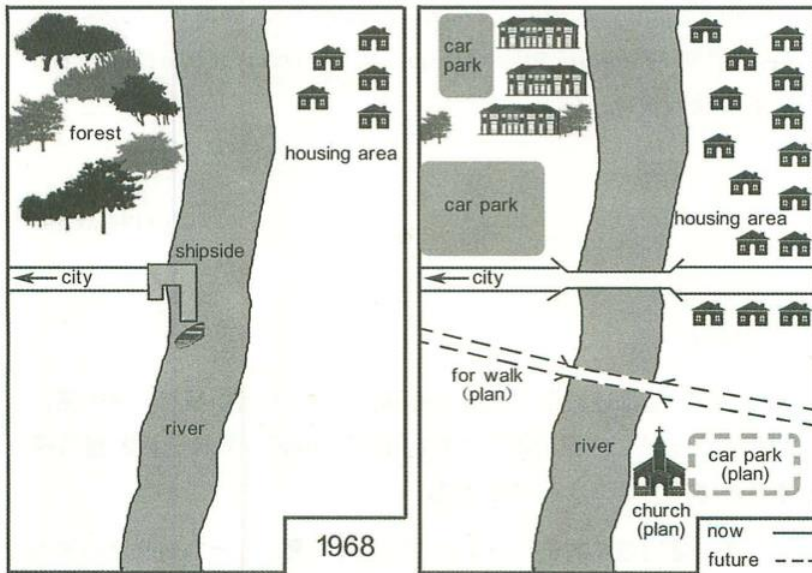 forest
housing area
shipside
city
river
1968
car
park
car park
housing area
city
for walk
(plan)
river
church
(plan)
car park
(plan)
now
future